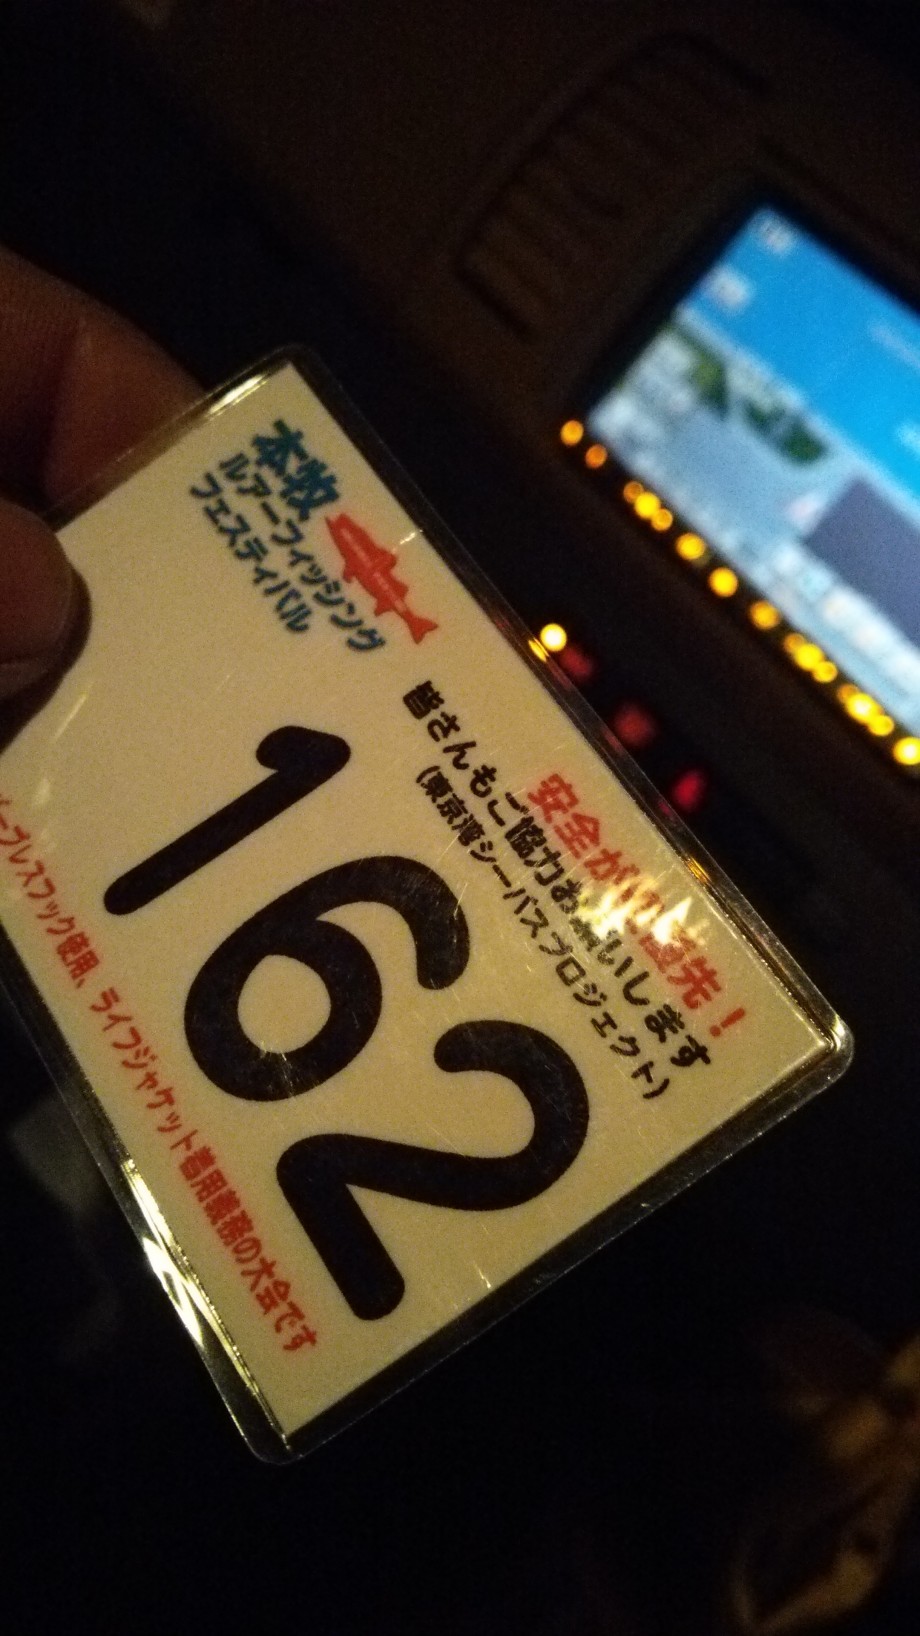 本牧
ルアーフィッシング
フェスティバル
安全が最優先！
皆さんもご協力お願いします
(東京湾シーバスプロジェクト)
162
バーブレスフック使用、ライフジャケット着用義務の大会です